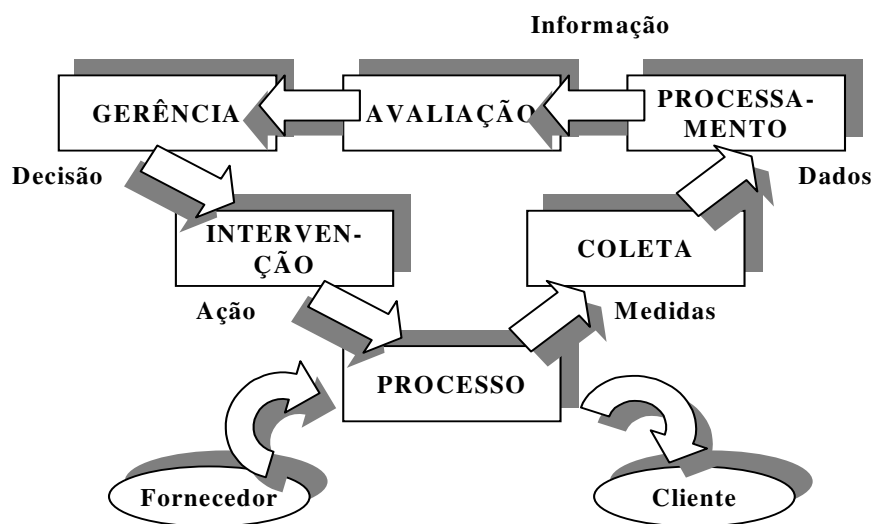 Informação
GERÊNCIA
AVALIAÇÃO
PROCESSA-
MENTO
Decisão
Dados
INTERVEN-
ÇÃO
COLETA
Ação
Medidas
PROCESSO
Fornecedor
Cliente